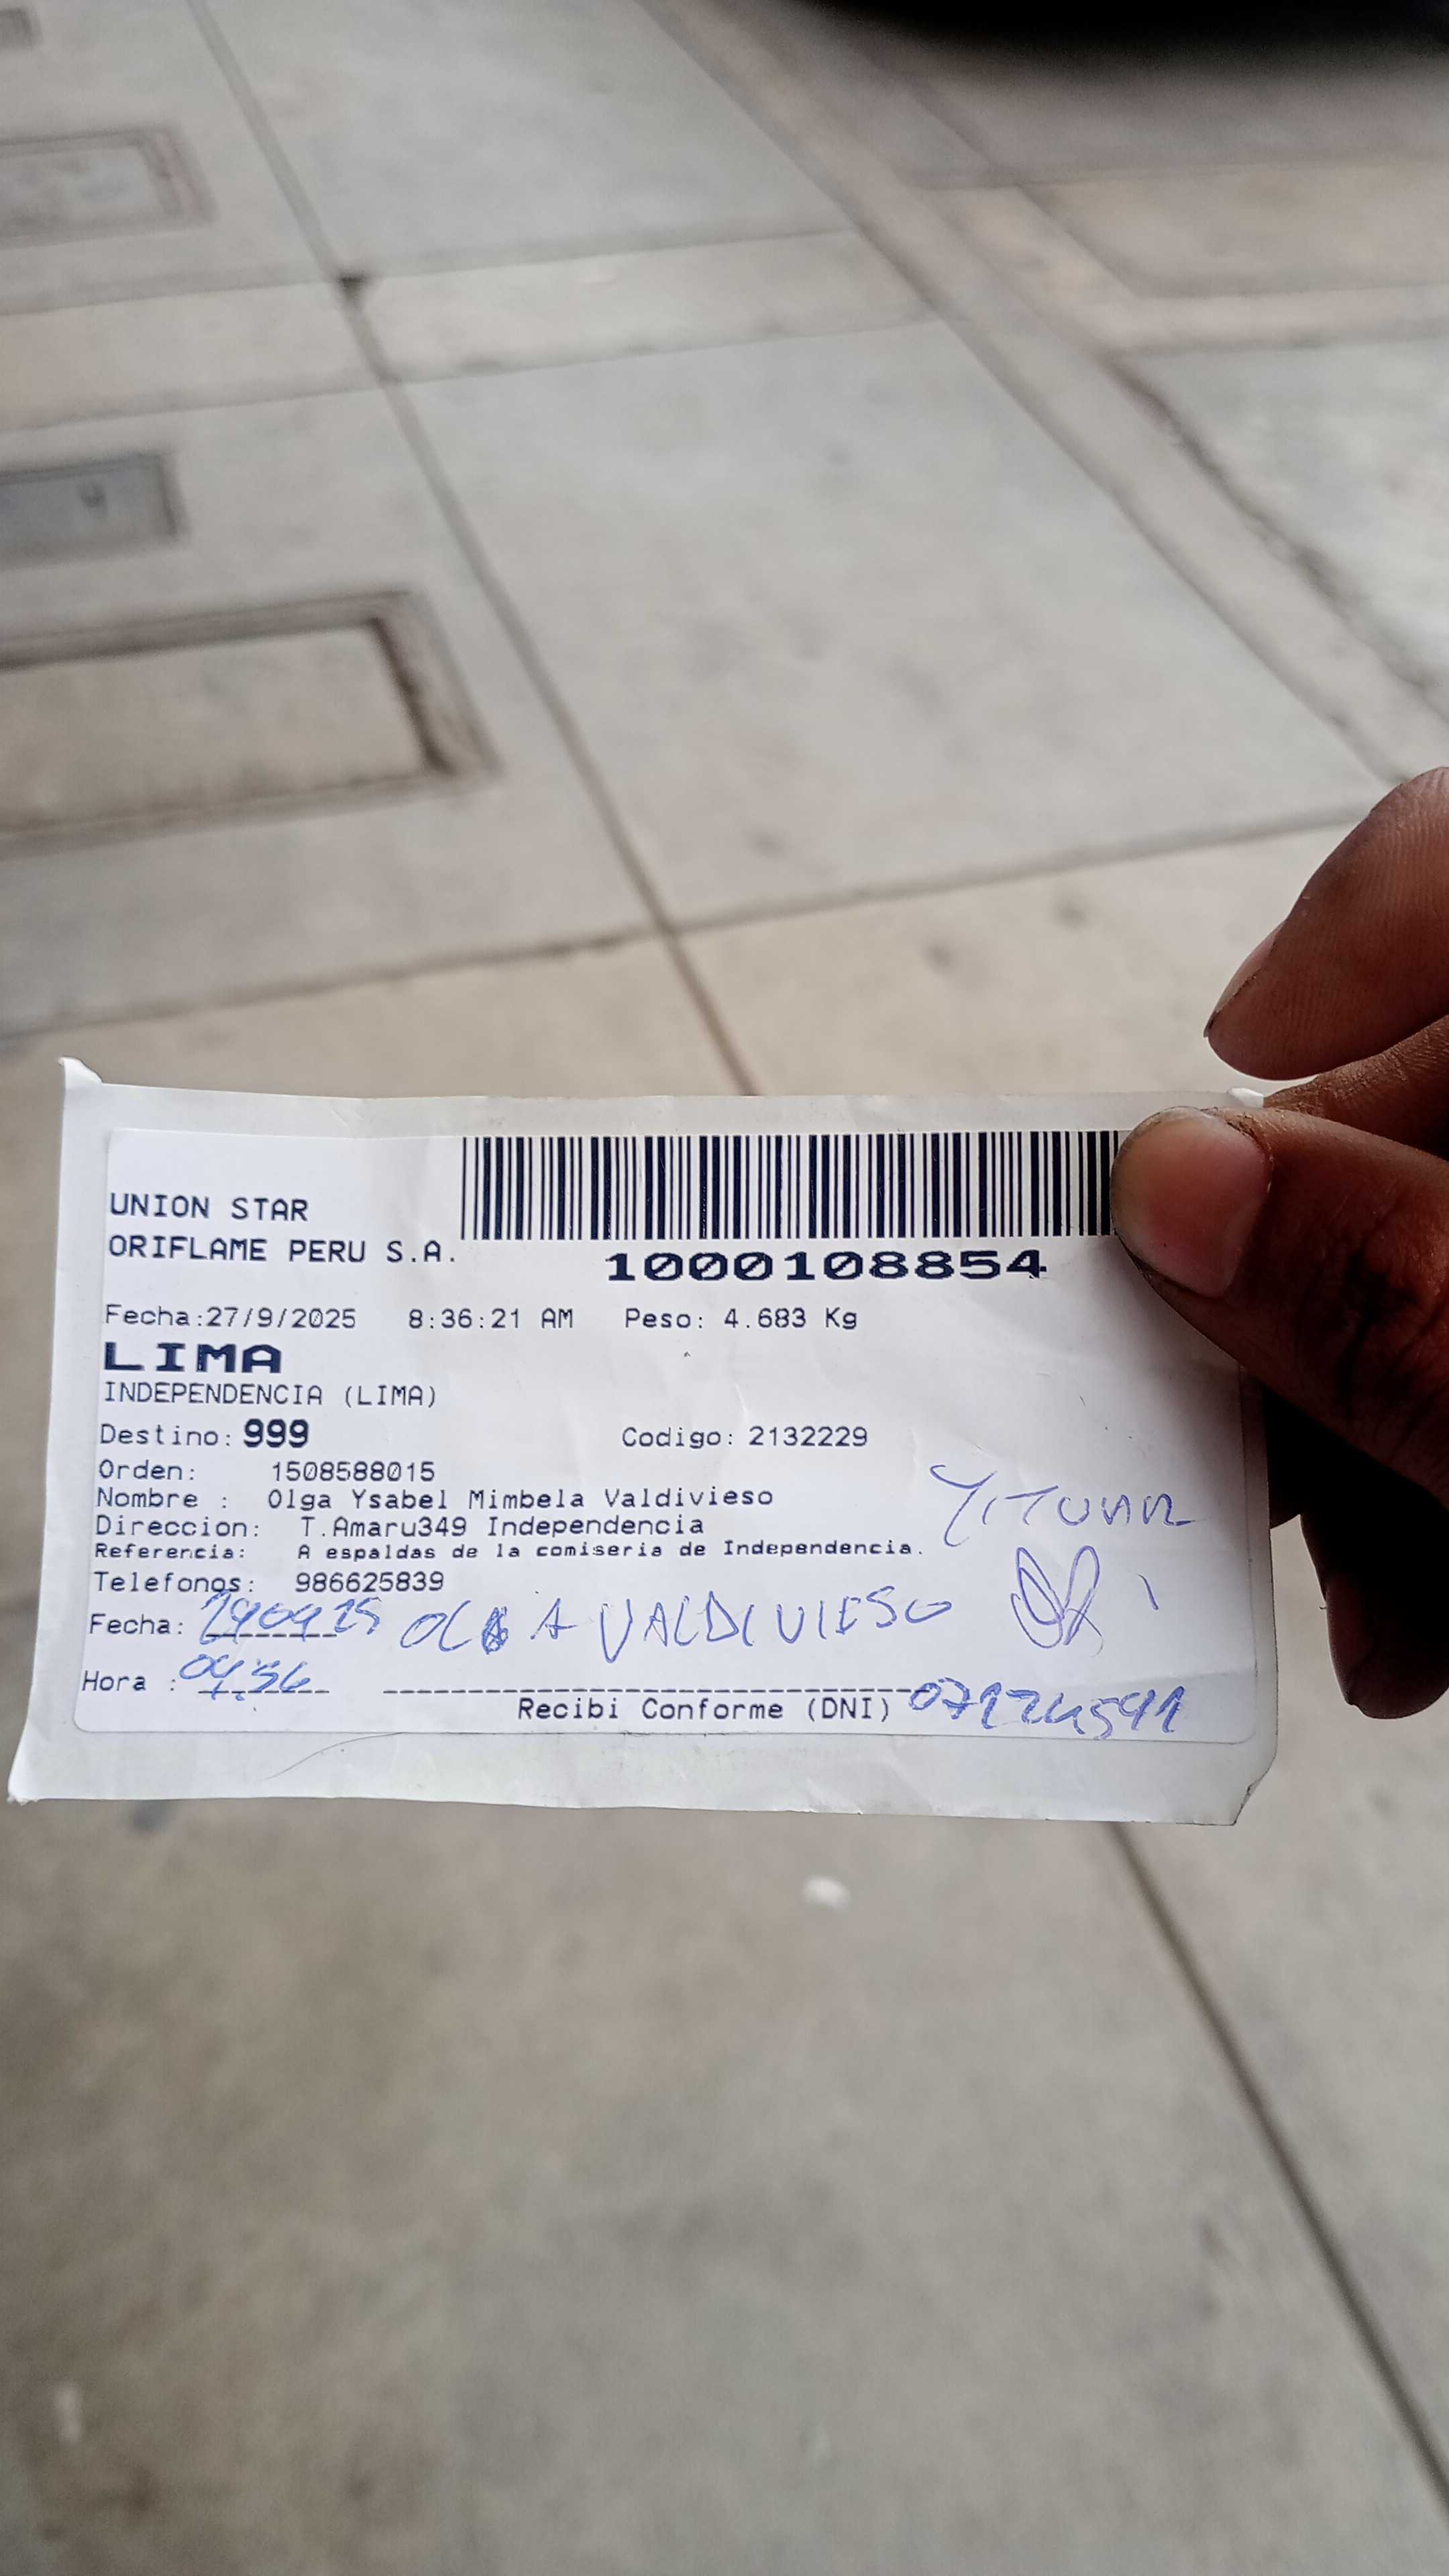 UNION STAR
ORIFLAME PERU S.A.
1000108854
Fecha:27/9/2025 8:36:21 AM Peso: 4.683 Kg
LIMA
INDEPENDENCIA (LIMA)
Destino: 999 Codigo: 2132229
Orden: 1508588015
Nombre : Olga Ysabel Mimbela Valdivieso
Direccion: T.Amaru349 Independencia
Referencia: A espaldas de la comiseria de Independencia.
Telefonos: 986625839
Fecha: VALDIVIESO
Hora :
Recibi Conforme (DNI)